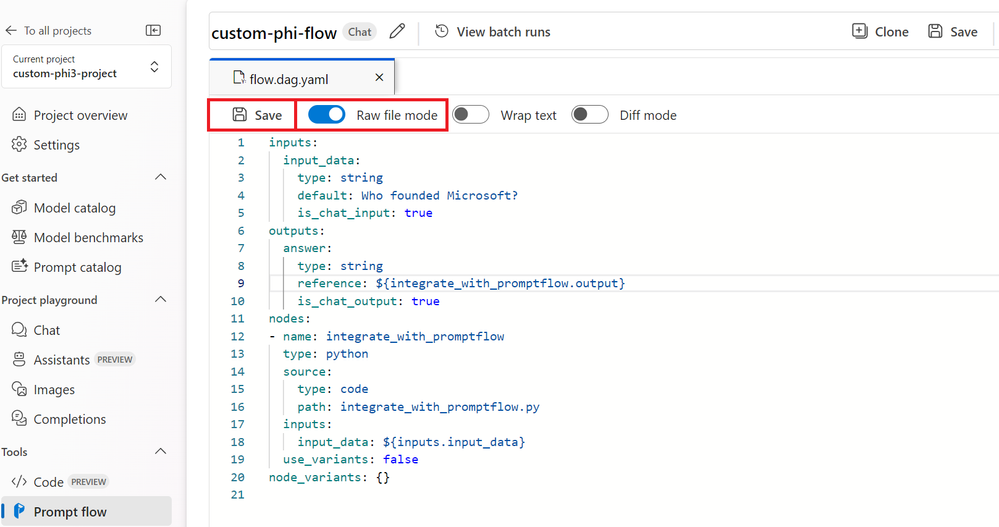 To all projects
Current project
custom-phi3-project
Project overview
Settings
Get started
Model catalog
Model benchmarks
Prompt catalog
Project playground
Chat
Assistants PREVIEW
Images
Completions
Tools
Code PREVIEW
Prompt flow
custom-phi-flow Chat View batch runs Clone Save
flow.dag.yaml
Save Raw file mode Wrap text Diff mode
1 inputs:
2 input_data:
3 type: string
4 default: Who founded Microsoft?
5 is_chat_input: true
6 outputs:
7 answer:
8 type: string
9 reference: ${integrate_with_promptflow.output}
10 is_chat_output: true
11 nodes:
12 - name: integrate_with_promptflow
13 type: python
14 source:
15 type: code
16 path: integrate_with_promptflow.py
17 inputs:
18 input_data: ${inputs.input_data}
19 use_variants: false
20 node_variants: {}
21